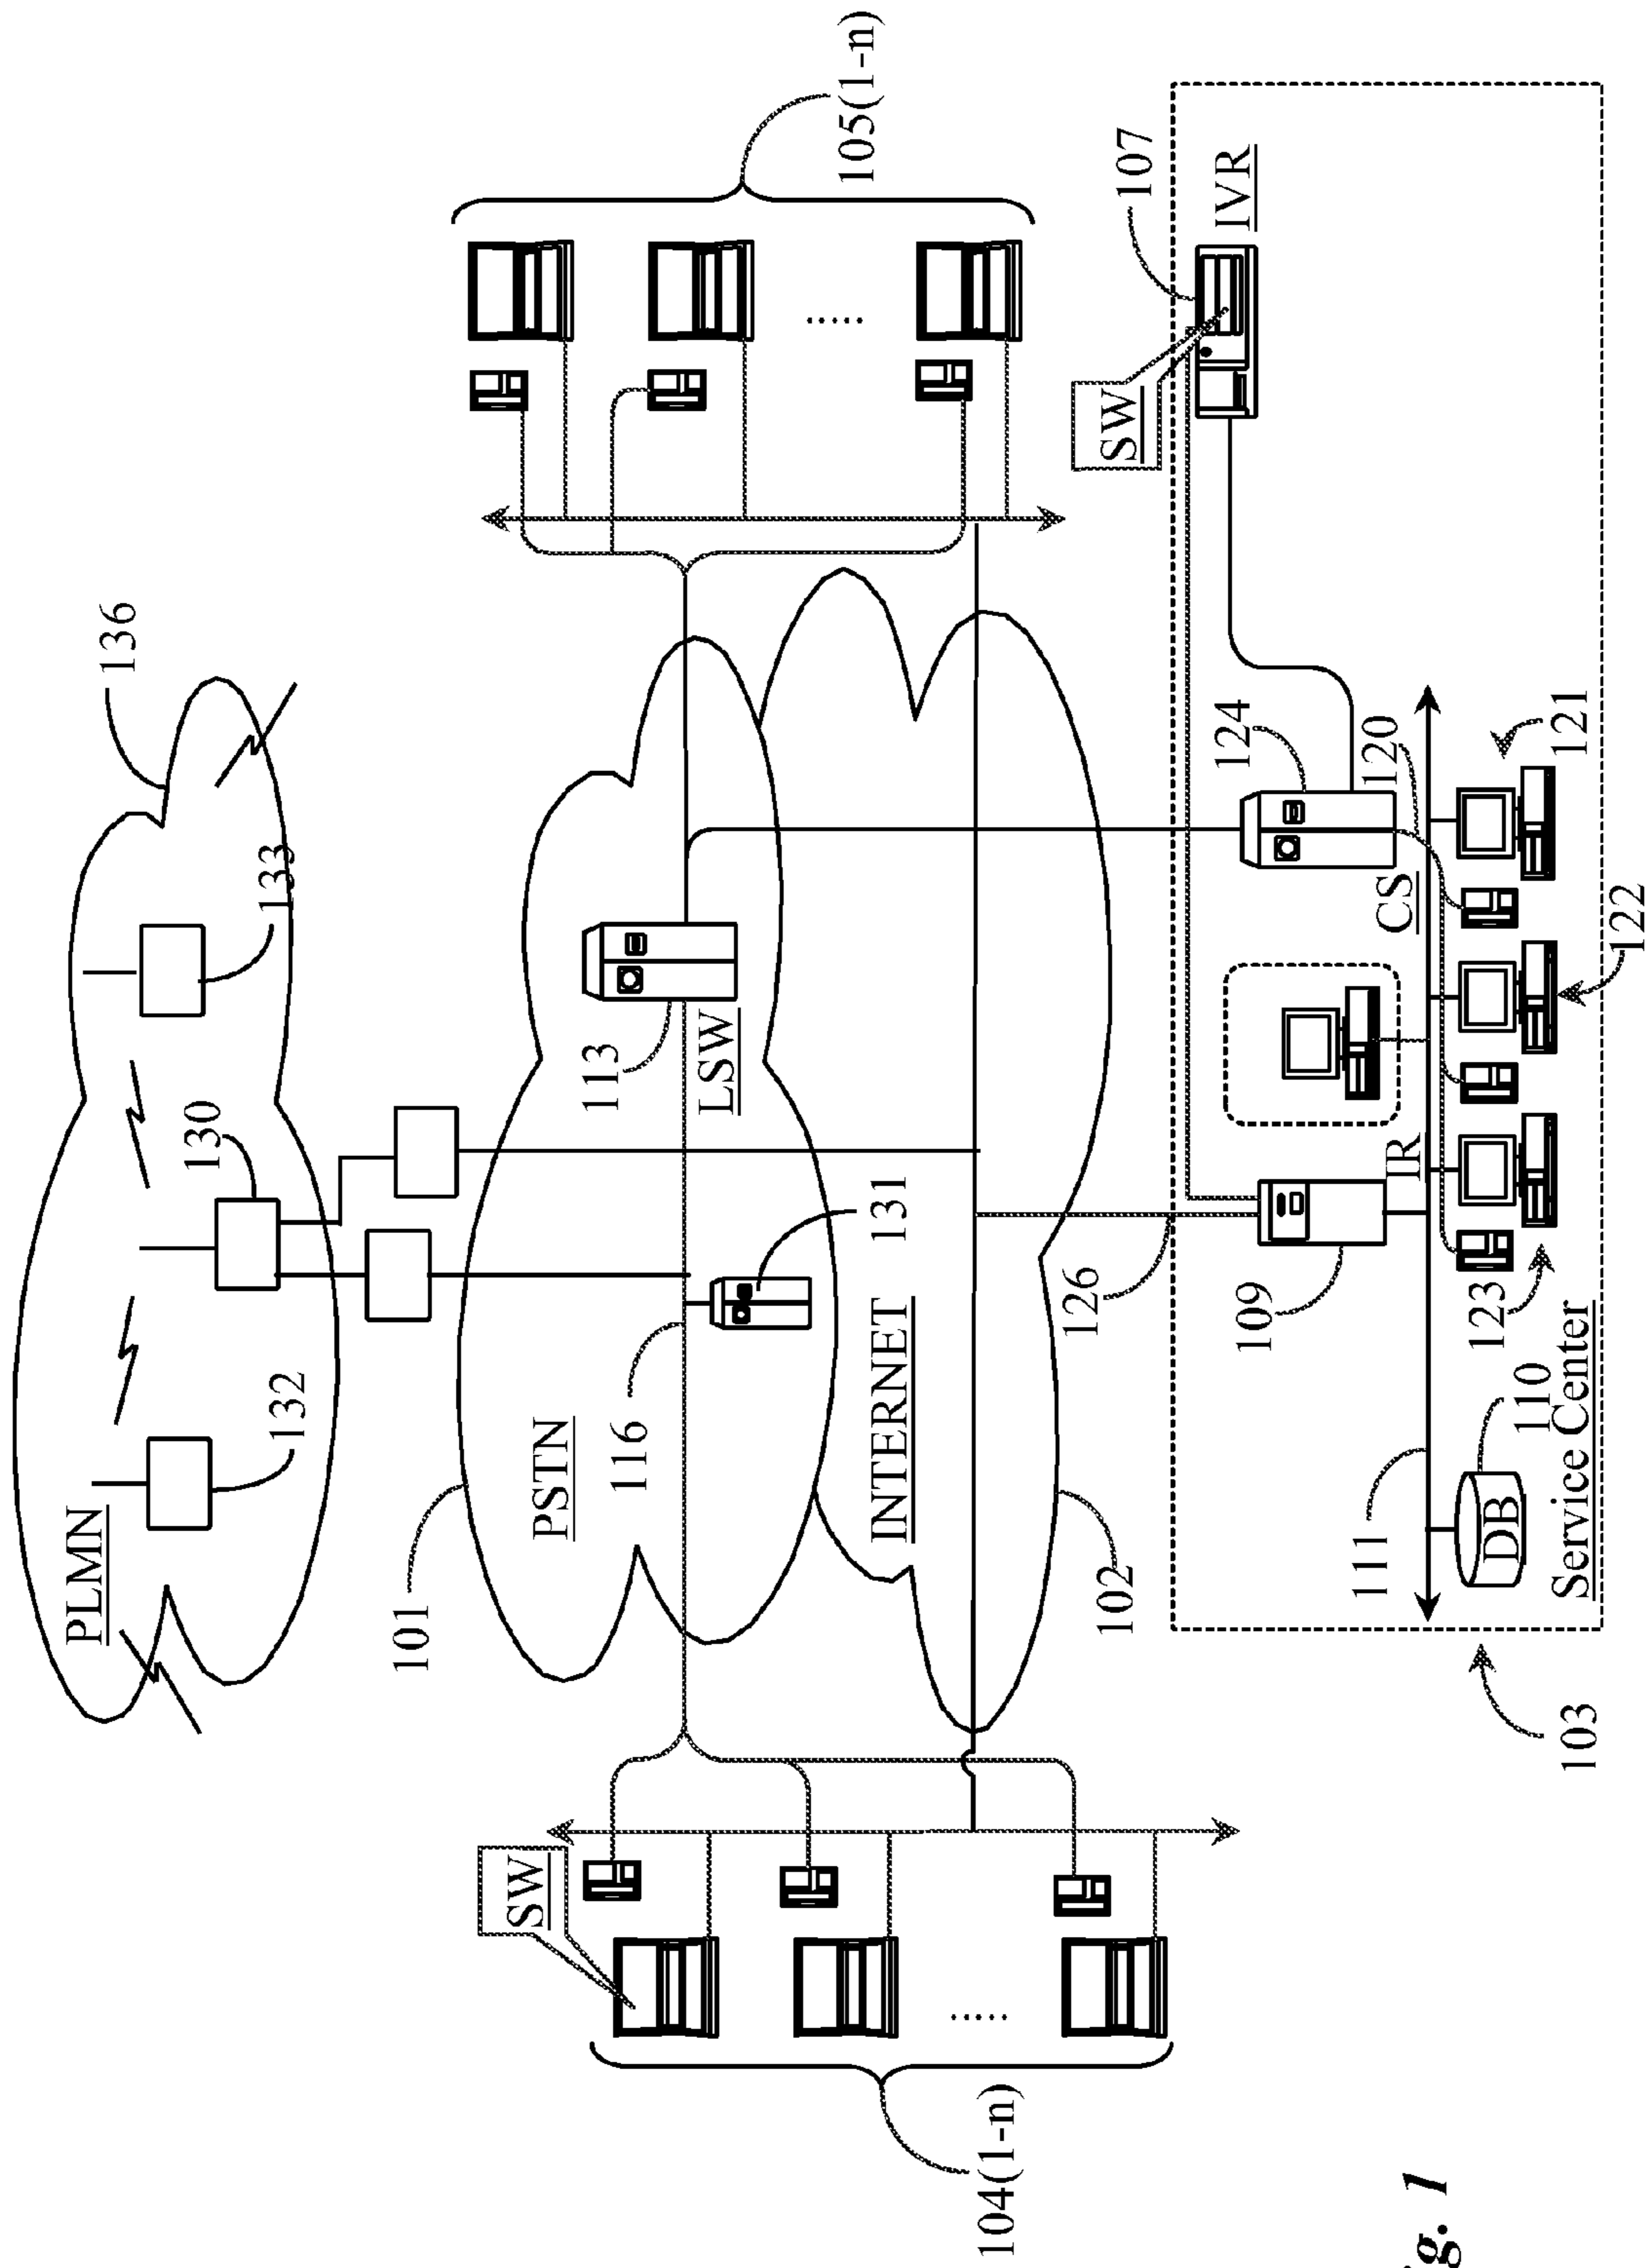 PLMN
132
130
133
136
101
PSTN
116
131
113
LSW
INTERNET
102
SW
104(1-n)
105(1-n)
103
Service Center
DB
110
111
109
126
IR
123
122
121
CS
120
124
SW
107
IVR
g. 1